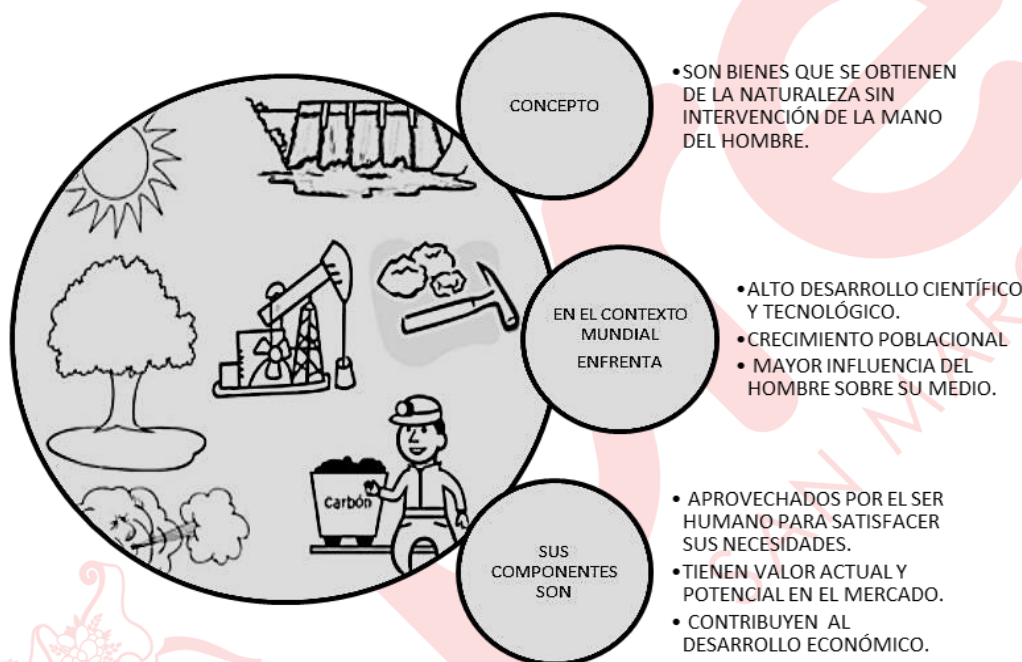 CONCEPTO
•SON BIENES QUE SE OBTIENEN
DE LA NATURALEZA SIN
INTERVENCIÓN DE LA MANO
DEL HOMBRE.
EN EL CONTEXTO
MUNDIAL
ENFRENTA
•ALTO DESARROLLO CIENTÍFICO
Y TECNOLÓGICO.
•CRECIMIENTO POBLACIONAL
• MAYOR INFLUENCIA DEL
HOMBRE SOBRE SU MEDIO.
Carbón
SUS
COMPONENTES
SON
• APROVECHADOS POR EL SER
HUMANO PARA SATISFACER
SUS NECESIDADES.
•TIENEN VALOR ACTUAL Y
POTENCIAL EN EL MERCADO.
• CONTRIBUYEN AL
DESARROLLO ECONÓMICO.
SAN MAR